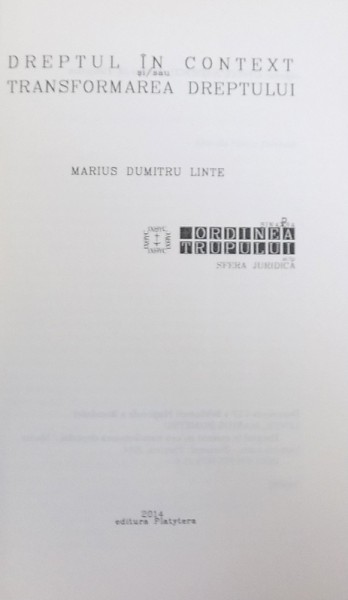 DREPTUL ÎN CONTEXT
și/sau
TRANSFORMAREA DREPTULUI
MARIUS DUMITRU LINTE
ORDINEA
TRUPULUI
SFERA JURIDICĂ
2014
editura Platytera